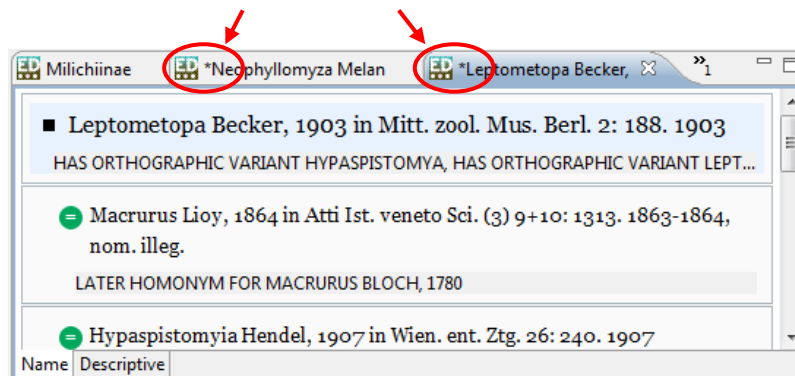 Milichiinae *Neophyllomyza Melan *Leptometopa Becker, »1
Leptometopa Becker, 1903 in Mitt. zool. Mus. Berl. 2: 188. 1903
HAS ORTHOGRAPHIC VARIANT HYPASPISTOMYA, HAS ORTHOGRAPHIC VARIANT LEPT...
= Macrurus Lioy, 1864 in Atti Ist. veneto Sci. (3) 9+10: 1313. 1863-1864,
nom. illeg.
LATER HOMONYM FOR MACRURUS BLOCH, 1780
= Hypaspistomyia Hendel, 1907 in Wien. ent. Ztg. 26: 240. 1907
Name Descriptive